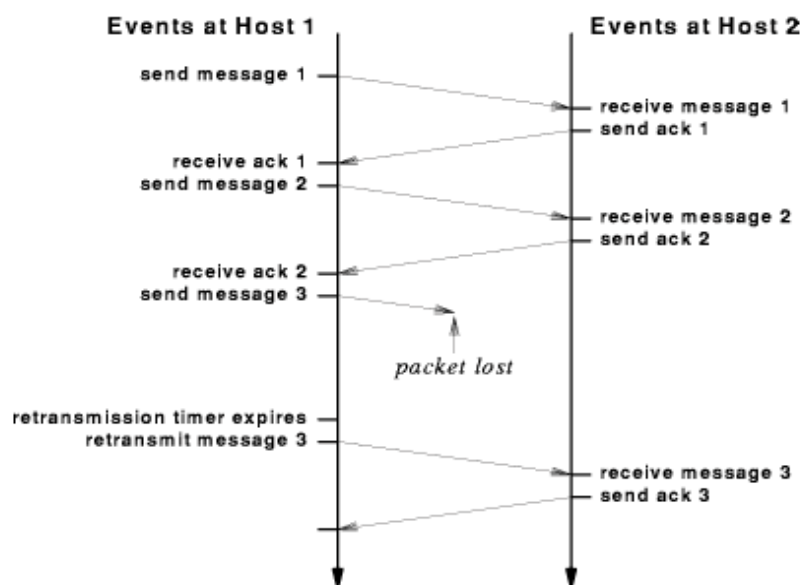 Events at Host 1
Events at Host 2
send message 1
receive message 1
send ack 1
receive ack 1
send message 2
receive message 2
send ack 2
receive ack 2
send message 3
packet lost
retransmission timer expires
retransmit message 3
receive message 3
send ack 3